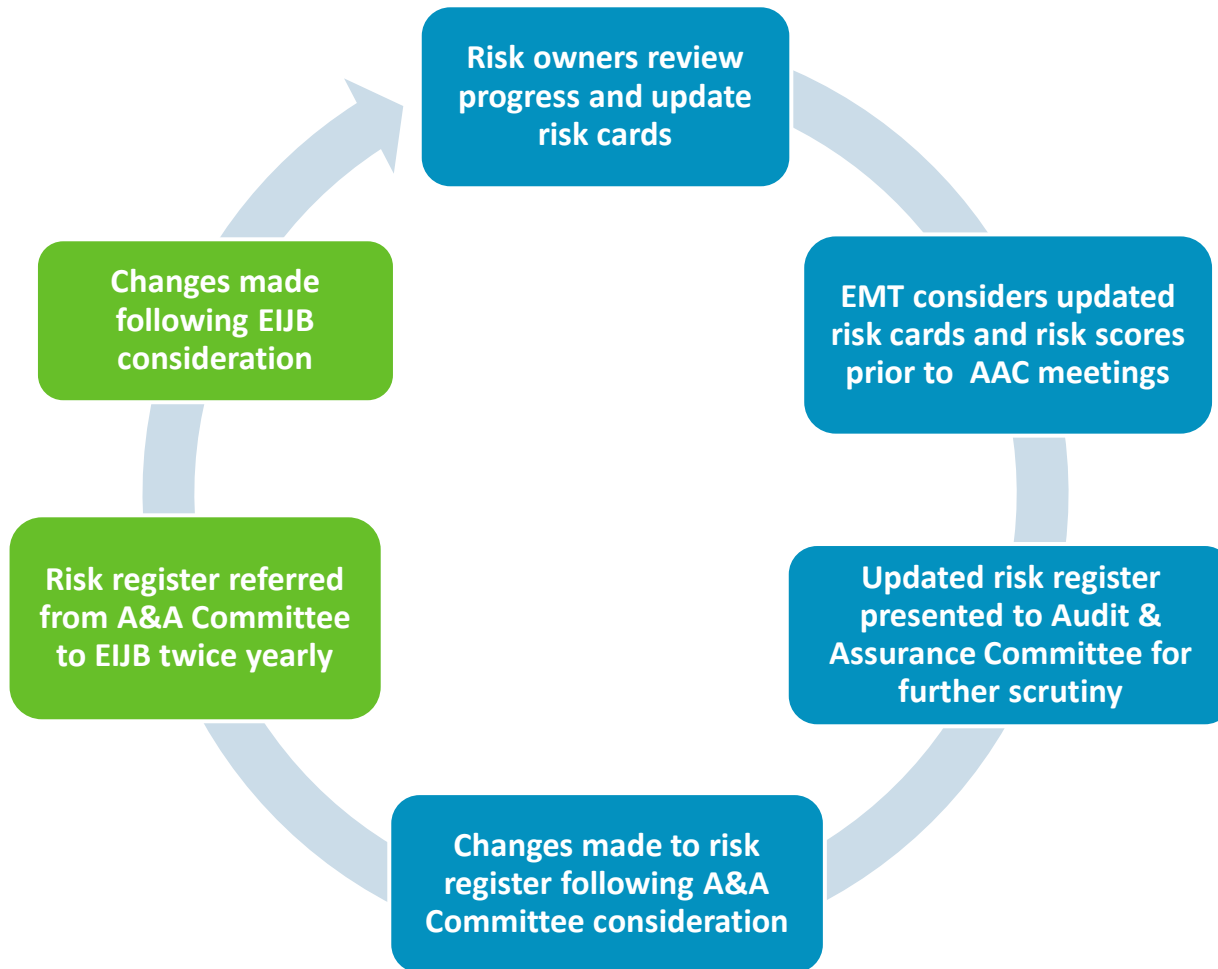 Risk owners review
progress and update
risk cards
EMT considers updated
risk cards and risk scores
prior to  AAC meetings
Updated risk register
presented to Audit &
Assurance Committee for
further scrutiny
Changes made to risk
register following A&A
Committee consideration
Risk register referred
from A&A Committee
to EIJB twice yearly
Changes made
following EIJB
consideration